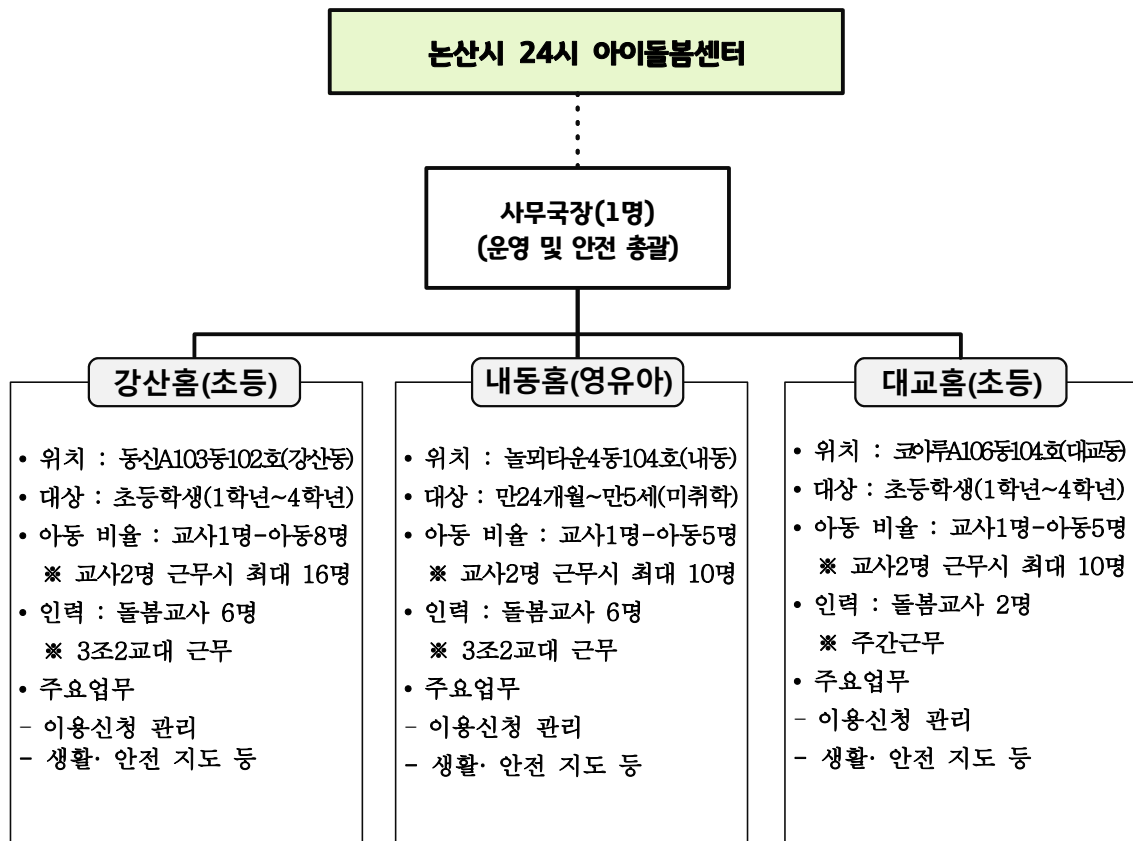 논산시 24시 아이돌봄센터
사무국장(1명)
(운영 및 안전 총괄)
강산홈(초등)
• 위치 : 동신A103동102호(강산동)
• 대상 : 초등학생(1학년~4학년)
• 아동 비율 : 교사1명-아동8명
※ 교사2명 근무시 최대 16명
• 인력 : 돌봄교사 6명
※ 3조2교대 근무
• 주요업무
- 이용신청 관리
- 생활· 안전 지도 등
내동홈(영유아)
• 위치 : 놀뫼타운4동104호(내동)
• 대상 : 만24개월~만5세(미취학)
• 아동 비율 : 교사1명-아동5명
※ 교사2명 근무시 최대 10명
• 인력 : 돌봄교사 6명
※ 3조2교대 근무
• 주요업무
- 이용신청 관리
- 생활· 안전 지도 등
대교홈(초등)
• 위치 : 코아루A106동104호(대교동)
• 대상 : 초등학생(1학년~4학년)
• 아동 비율 : 교사1명-아동5명
※ 교사2명 근무시 최대 10명
• 인력 : 돌봄교사 2명
※ 주간근무
• 주요업무
- 이용신청 관리
- 생활· 안전 지도 등